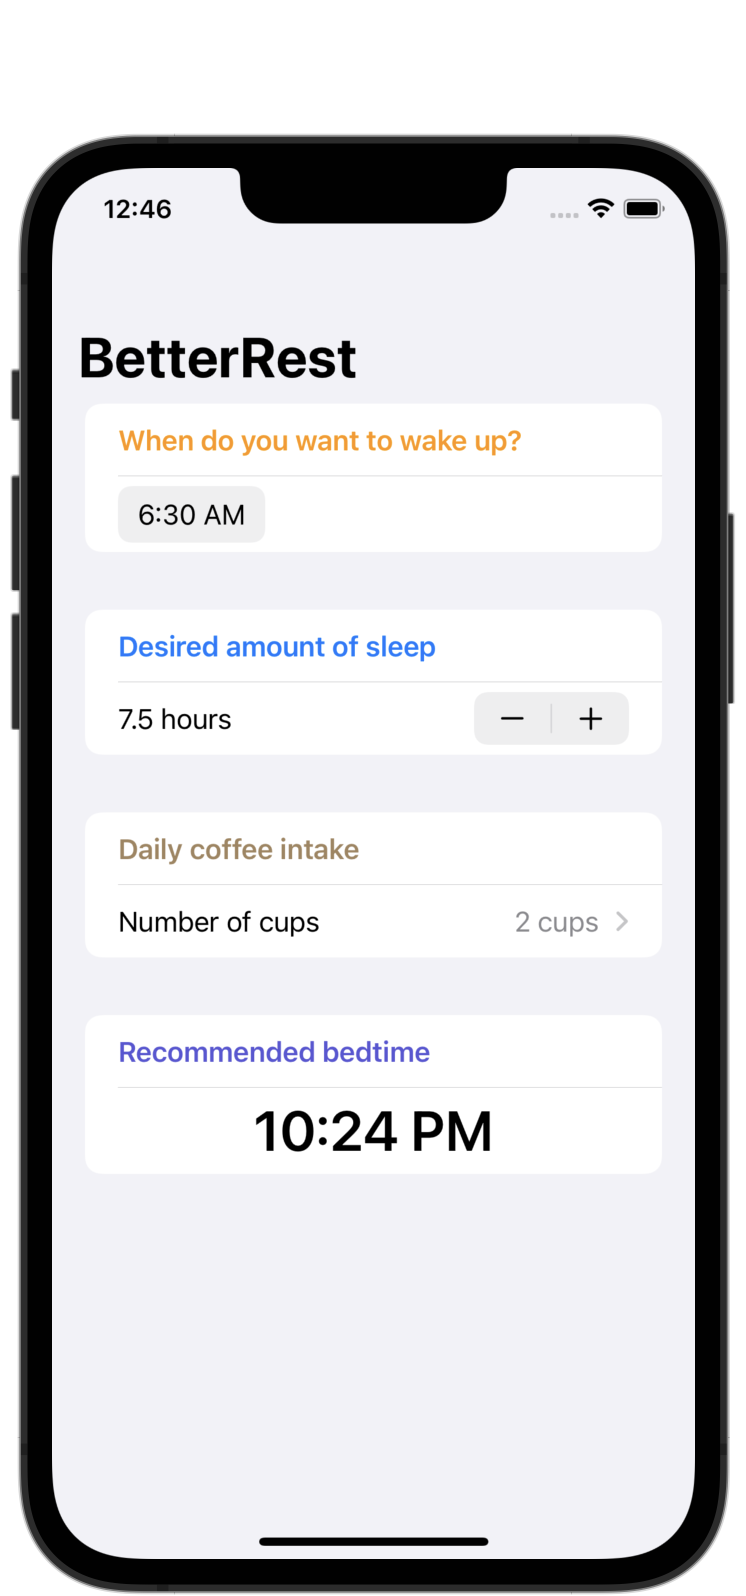 12:46
BetterRest
When do you want to wake up?
6:30 AM
Desired amount of sleep
7.5 hours
Daily coffee intake
Number of cups 2 cups
Recommended bedtime
10:24 PM